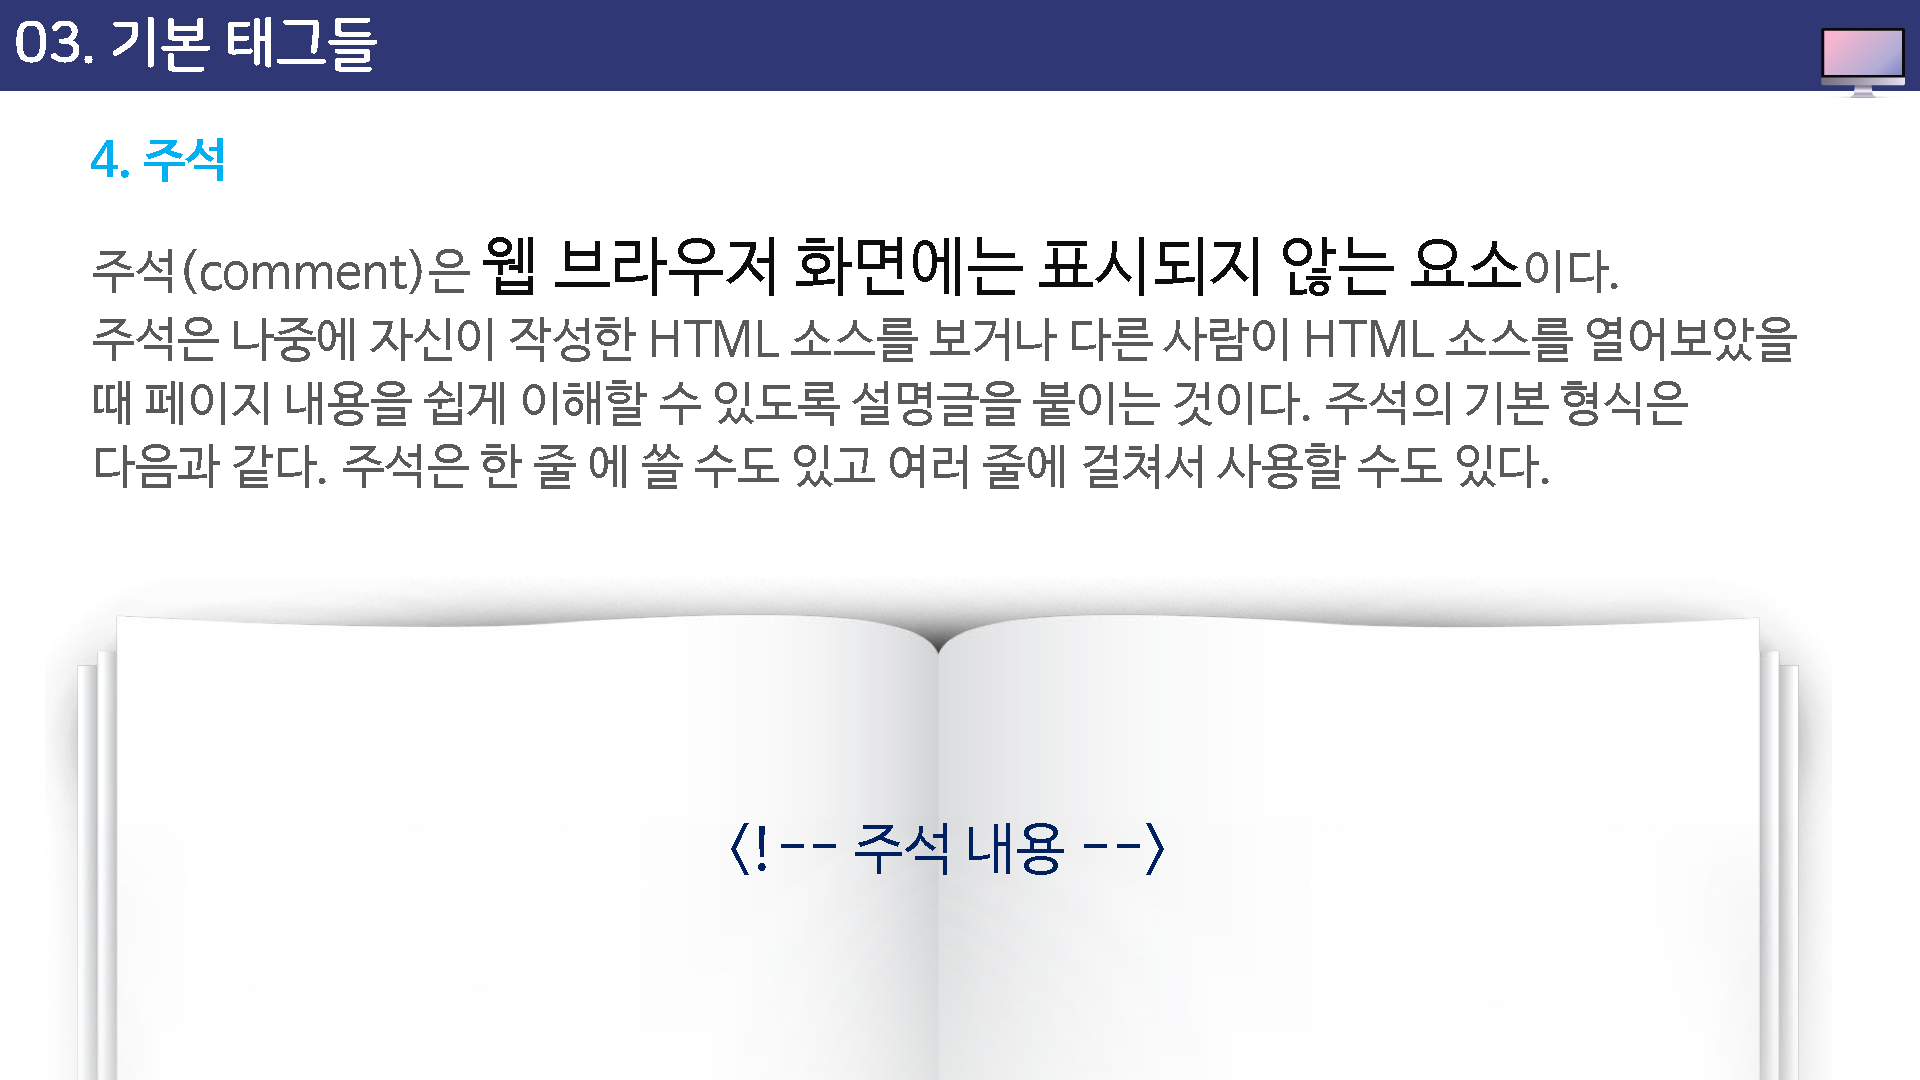 03. 기본 태그들
4. 주석
주석(comment)은 웹 브라우저 화면에는 표시되지 않는 요소이다.
주석은 나중에 자신이 작성한 HTML 소스를 보거나 다른 사람이 HTML 소스를 열어보았을
때 페이지 내용을 쉽게 이해할 수 있도록 설명글을 붙이는 것이다. 주석의 기본 형식은
다음과 같다. 주석은 한 줄 에 쓸 수도 있고 여러 줄에 걸쳐서 사용할 수도 있다.
<!-- 주석 내용 -->